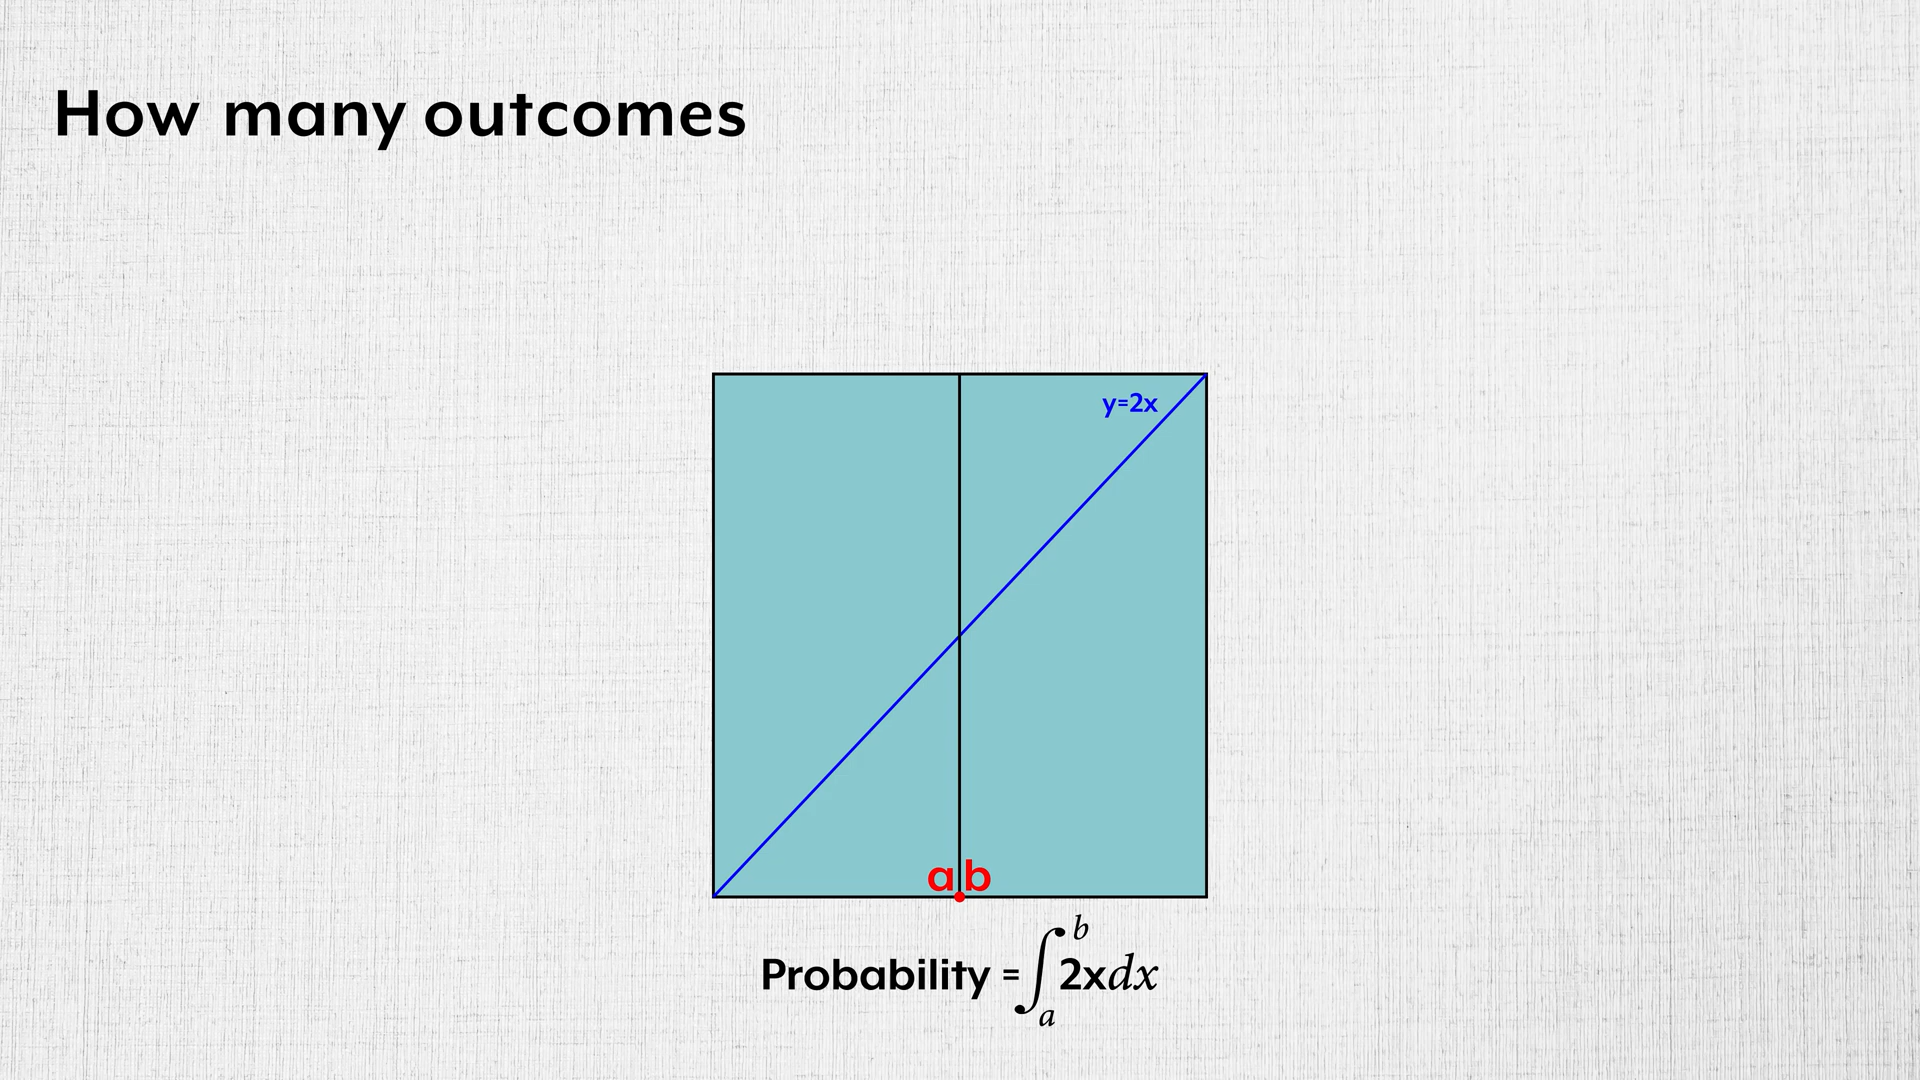 How many outcomes
y=2x
a b
Probability = ∫_a^b 2xdx